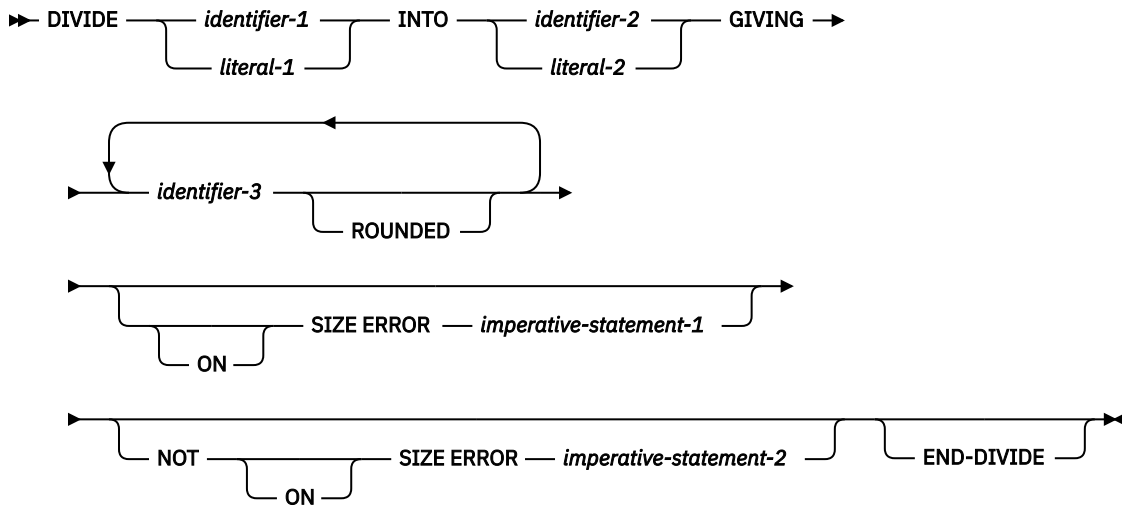 DIVIDE identifier-1 INTO identifier-2 GIVING
literal-1 literal-2
identifier-3
ROUNDED
SIZE ERROR imperative-statement-1
ON
NOT SIZE ERROR imperative-statement-2 END-DIVIDE
ON